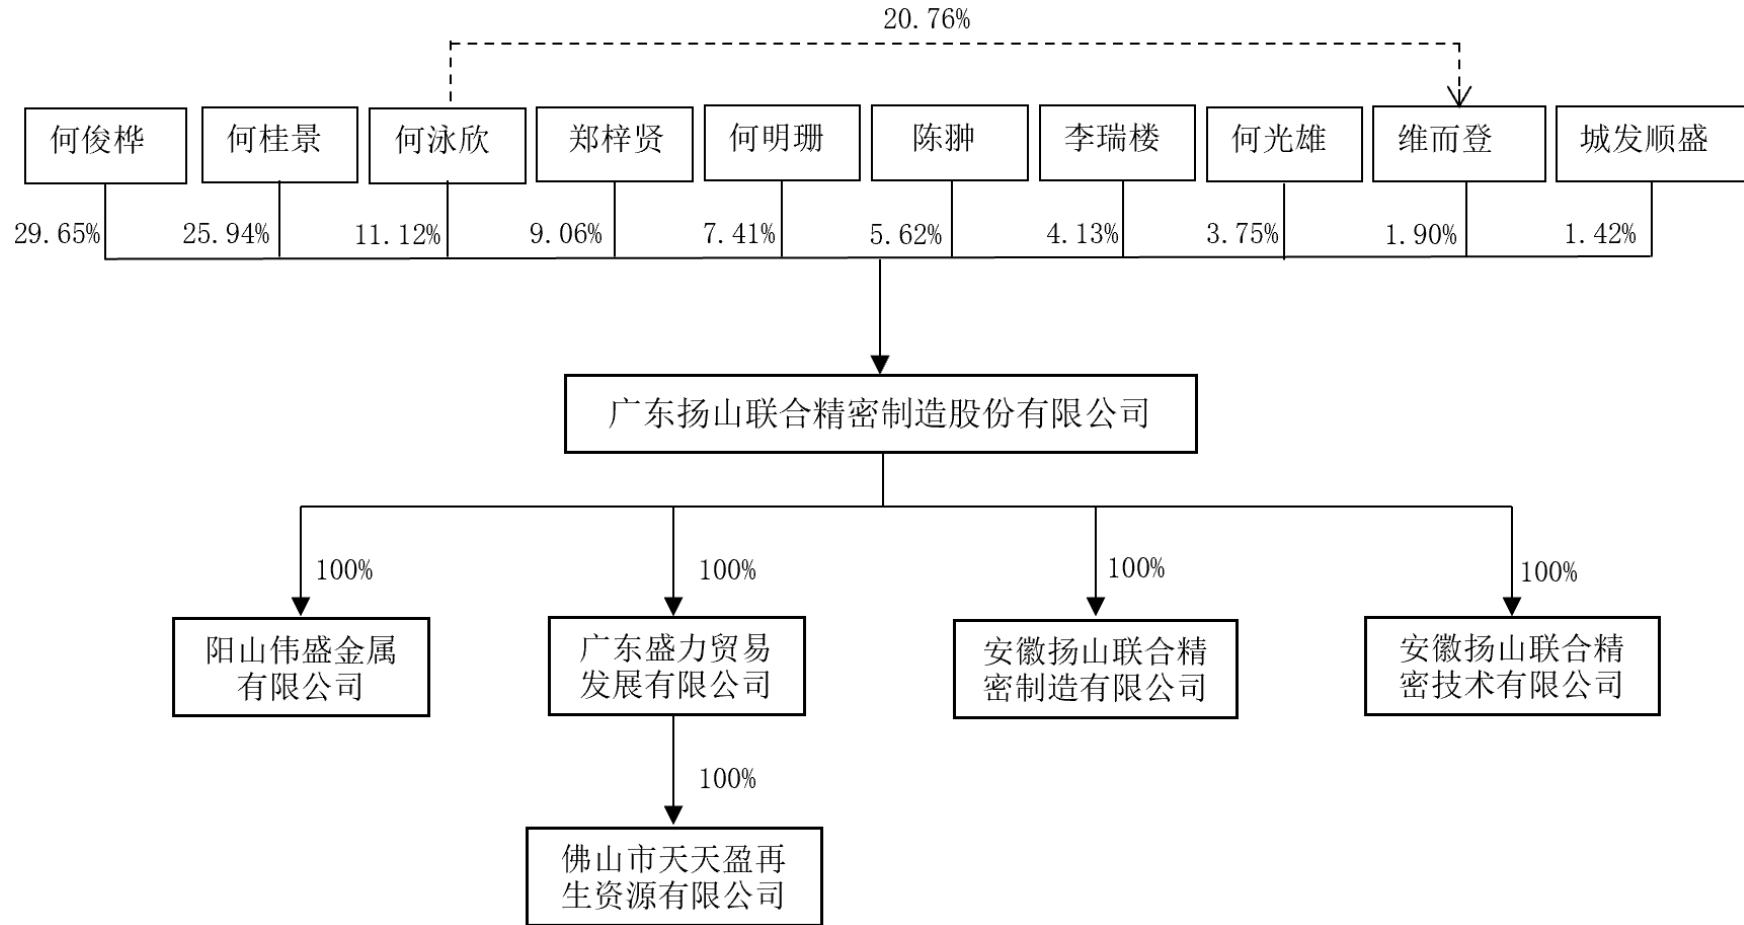 20.76%
何俊桦
何桂景
何泳欣
郑梓贤
何明珊
陈翀
李瑞楼
何光雄
维而登
城发顺盛
29.65%
25.94%
11.12%
9.06%
7.41%
5.62%
4.13%
3.75%
1.90%
1.42%
广东扬山联合精密制造股份有限公司
100%
100%
100%
100%
阳山伟盛金属
有限公司
广东盛力贸易
发展有限公司
安徽扬山联合精
密制造有限公司
安徽扬山联合精
密技术有限公司
100%
佛山市天天盈再
生资源有限公司